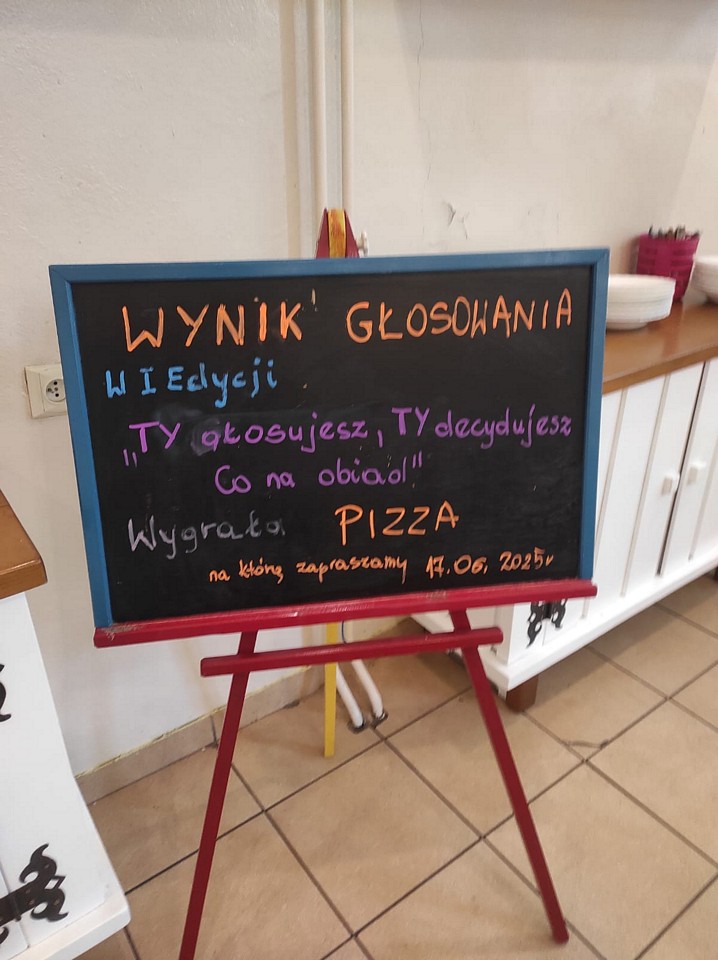 WYNIK GŁOSOWANIA
W I Edycji
„TY głosujesz, TY decydujesz
Co na obiad"
Wygrała PIZZA
na którą zapraszamy 17.06.2025r